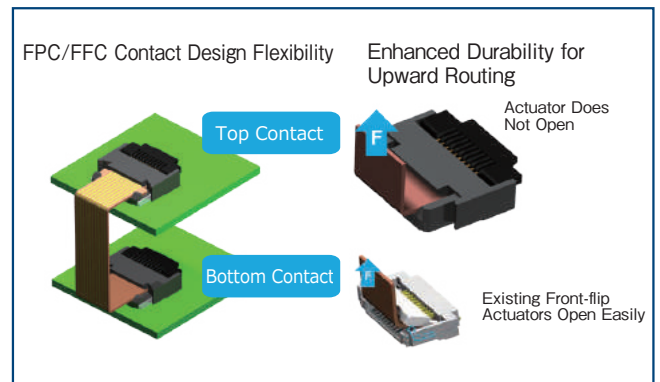 FPC/FFC Contact Design Flexibility
Enhanced Durability for
Upward Routing
Top Contact
F
Actuator Does
Not Open
Bottom Contact
F
Existing Front-flip
Actuators Open Easily